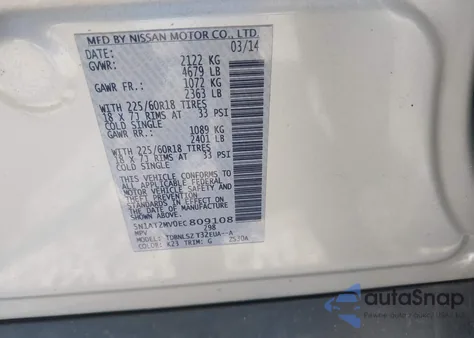 MFD BY NISSAN MOTOR CO., LTD.
DATE: 03/14
GVWR: 2122 KG
4679 LB
GAWR FR.: 1072 KG
2363 LB
WITH 225/60R18 TIRES
18 X 7J RIMS AT 33 PSI
COLD SINGLE
GAWR RR.: 1089 KG
2401 LB
WITH 225/60R18 TIRES
18 X 7J RIMS AT 33 PSI
COLD SINGLE
THIS VEHICLE CONFORMS TO
ALL APPLICABLE FEDERAL
MOTOR VEHICLE SAFETY AND
THEFT PREVENTION
STANDARDS IN EFFECT ON
THE DATE OF MANUFACTURE
SHOWN ABOVE.
5N1AT2MV0EC809108
MPV 298
MODEL:
COLOR: K23 TRIM: G
autoSnap